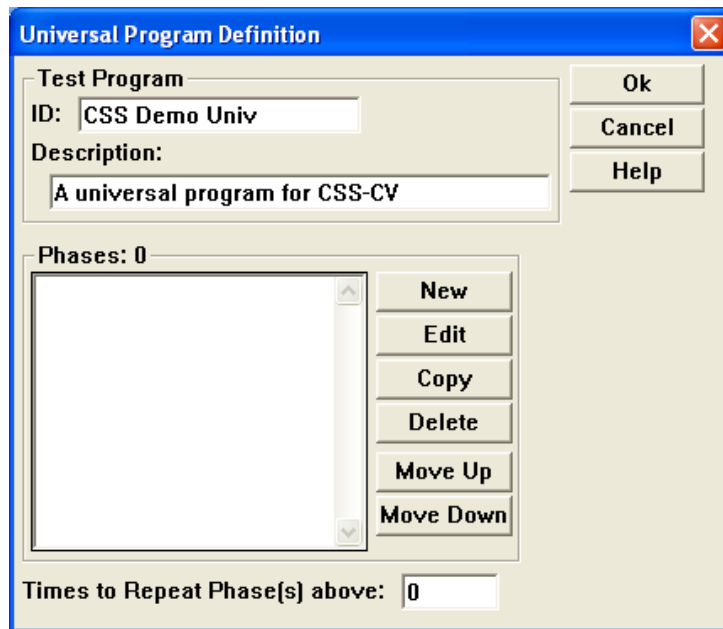 Universal Program Definition
Test Program
ID: CSS Demo Univ
Description:
A universal program for CSS-CV
Ok
Cancel
Help
Phases: 0
New
Edit
Copy
Delete
Move Up
Move Down
Times to Repeat Phase(s) above: 0